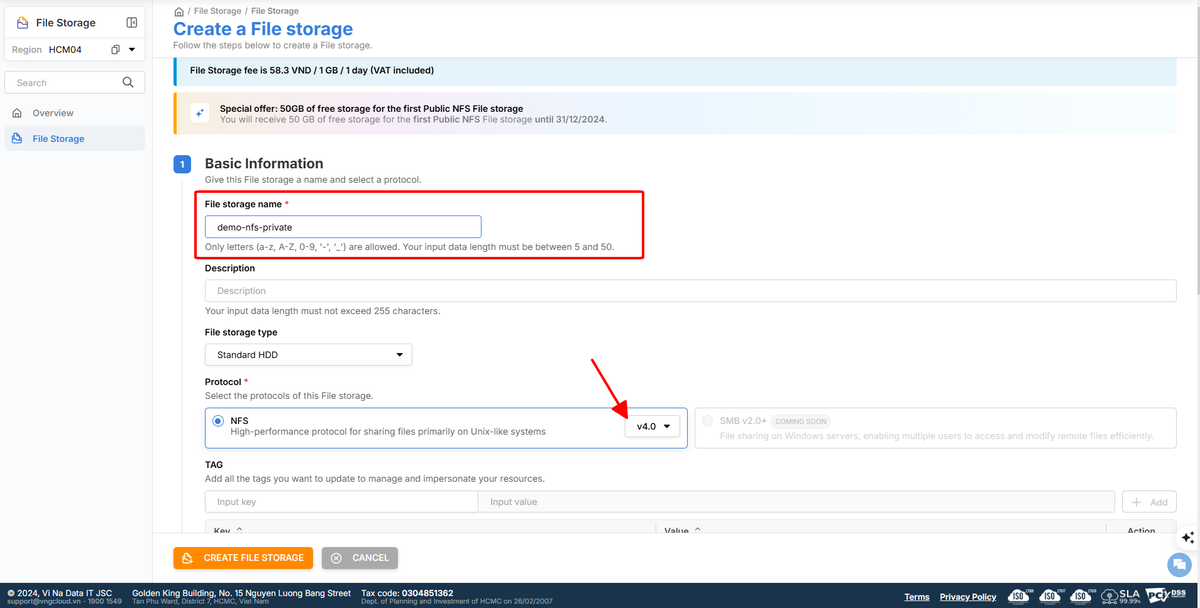 File Storage
Region HCM04
Search
Overview
File Storage
/ File Storage / File Storage
Create a File storage
Follow the steps below to create a File storage.
File Storage fee is 58.3 VND / 1 GB / 1 day (VAT included)
Special offer: 50GB of free storage for the first Public NFS File storage
You will receive 50 GB of free storage for the first Public NFS File storage until 31/12/2024.
1 Basic Information
Give this File storage a name and select a protocol.
File storage name *
demo-nfs-private
Only letters (a-z, A-Z, 0-9, '-', '_') are allowed. Your input data length must be between 5 and 50.
Description
Description
Your input data length must not exceed 255 characters.
File storage type
Standard HDD
Protocol *
Select the protocols of this File storage.
NFS
High-performance protocol for sharing files primarily on Unix-like systems
v4.0
SMB v2.0+ COMING SOON
File sharing on Windows servers, enabling multiple users to access and modify remote files efficiently.
TAG
Add all the tags you want to update to manage and impersonate your resources.
Input key Input value + Add
Key Value Action
CREATE FILE STORAGE CANCEL
© 2024, Vi Na Data IT JSC
support@vngcloud.vn - 1900 1549
Golden King Building, No. 15 Nguyen Luong Bang Street
Tan Phu Ward, District 7, HCMC, Viet Nam
Tax code: 0304851362
Dept. of Planning and Investment of HCMC on 26/02/2007
Terms Privacy Policy
ISO ISO ISO SLA 99.99% PCI DSS